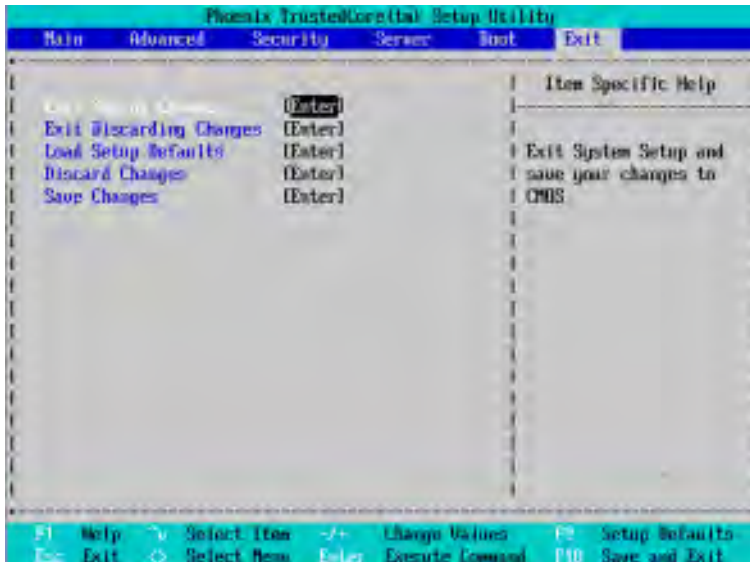 Phoenix TrustedCore(tm) Setup Utility
Main Advanced Security Server Boot Exit
Item Specific Help
[Enter]
Exit Discarding Changes [Enter]
Load Setup Defaults [Enter]
Discard Changes [Enter]
Save Changes [Enter]
Exit System Setup and
save your changes to
CMOS
F1 Help Select Item -/+ Change Values F9 Setup Defaults
Esc Exit <> Select Menu Enter Execute Command F10 Save and Exit